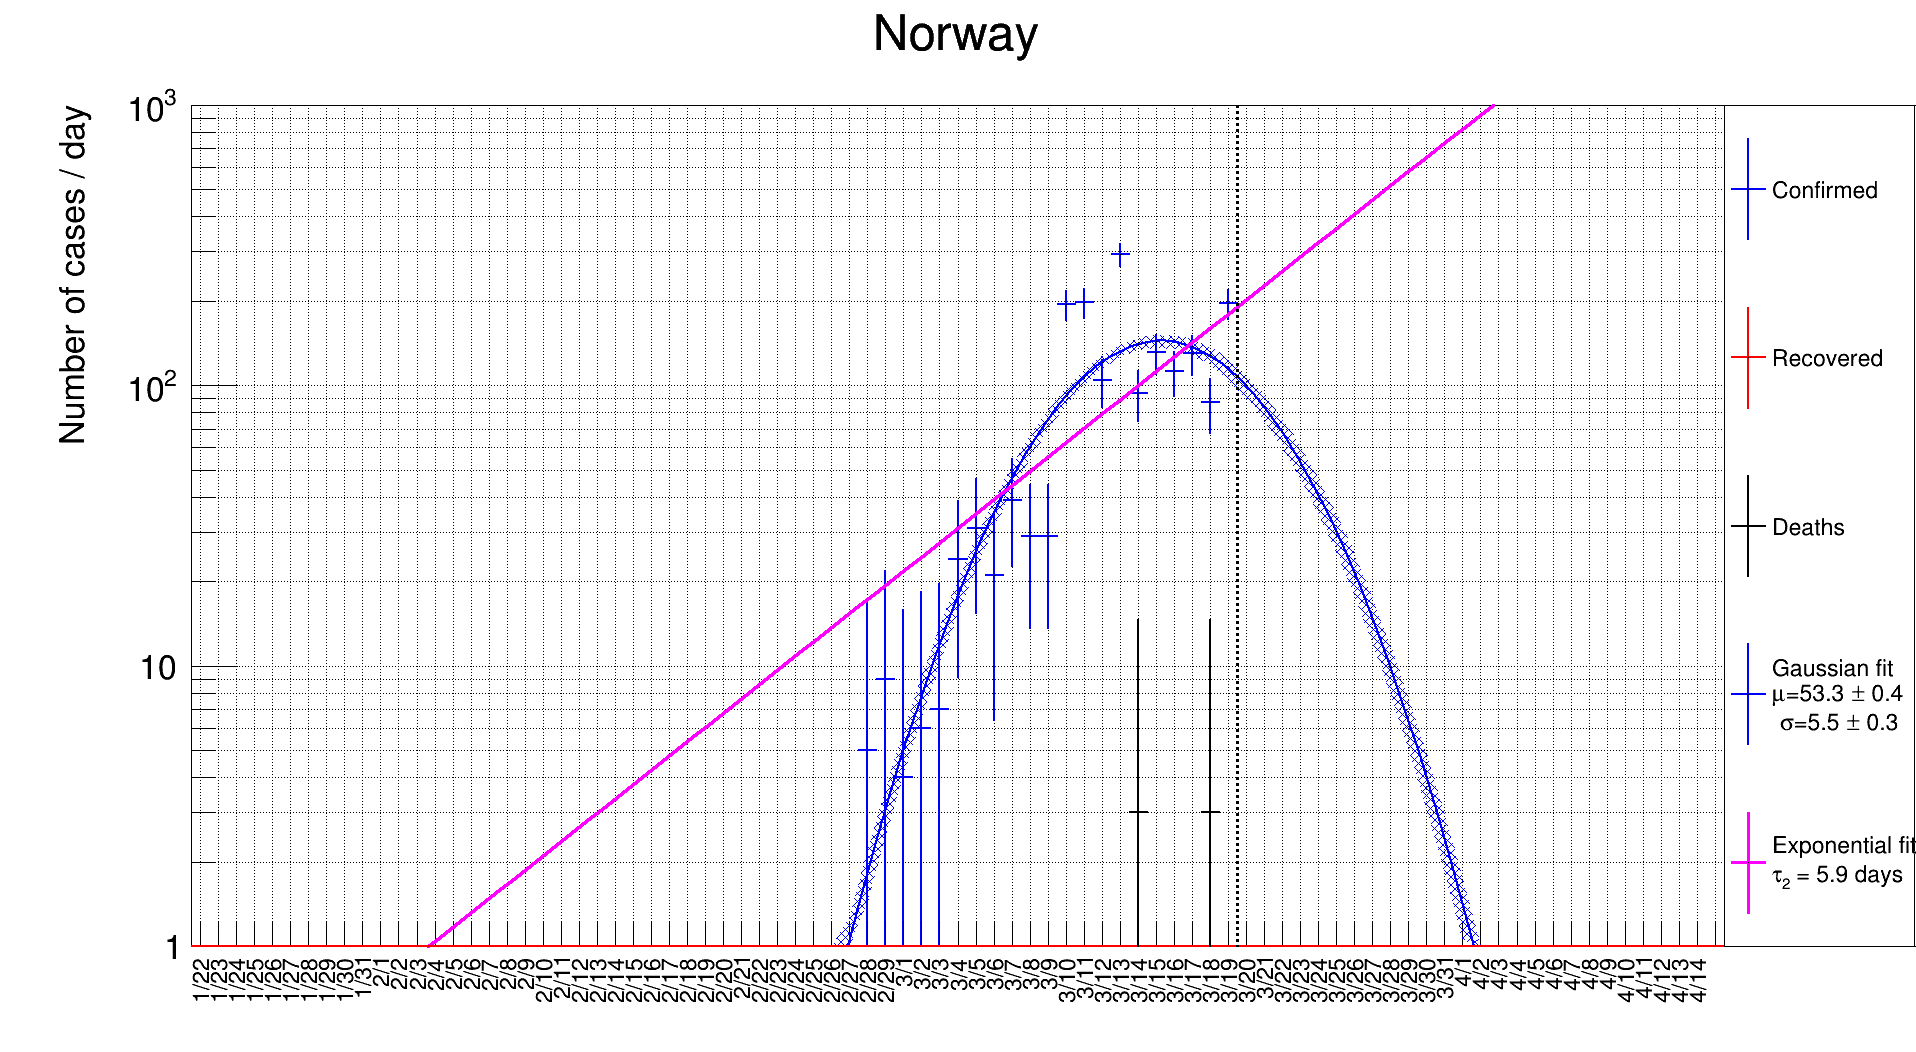 Norway
Number of cases / day
10³
10²
10
1
1/22 1/23 1/24 1/25 1/26 1/27 1/28 1/29 1/30 1/31 2/1 2/2 2/3 2/4 2/5 2/6 2/7 2/8 2/9 2/10 2/11 2/12 2/13 2/14 2/15 2/16 2/17 2/18 2/19 2/20 2/21 2/22 2/23 2/24 2/25 2/26 2/27 2/28 2/29 3/1 3/2 3/3 3/4 3/5 3/6 3/7 3/8 3/9 3/10 3/11 3/12 3/13 3/14 3/15 3/16 3/17 3/18 3/19 3/20 3/21 3/22 3/23 3/24 3/25 3/26 3/27 3/28 3/29 3/30 3/31 4/1 4/2 4/3 4/4 4/5 4/6 4/7 4/8 4/9 4/10 4/11 4/12 4/13 4/14
Confirmed
Recovered
Deaths
Gaussian fit
μ=53.3 ± 0.4
σ=5.5 ± 0.3
Exponential fit
τ₂ = 5.9 days